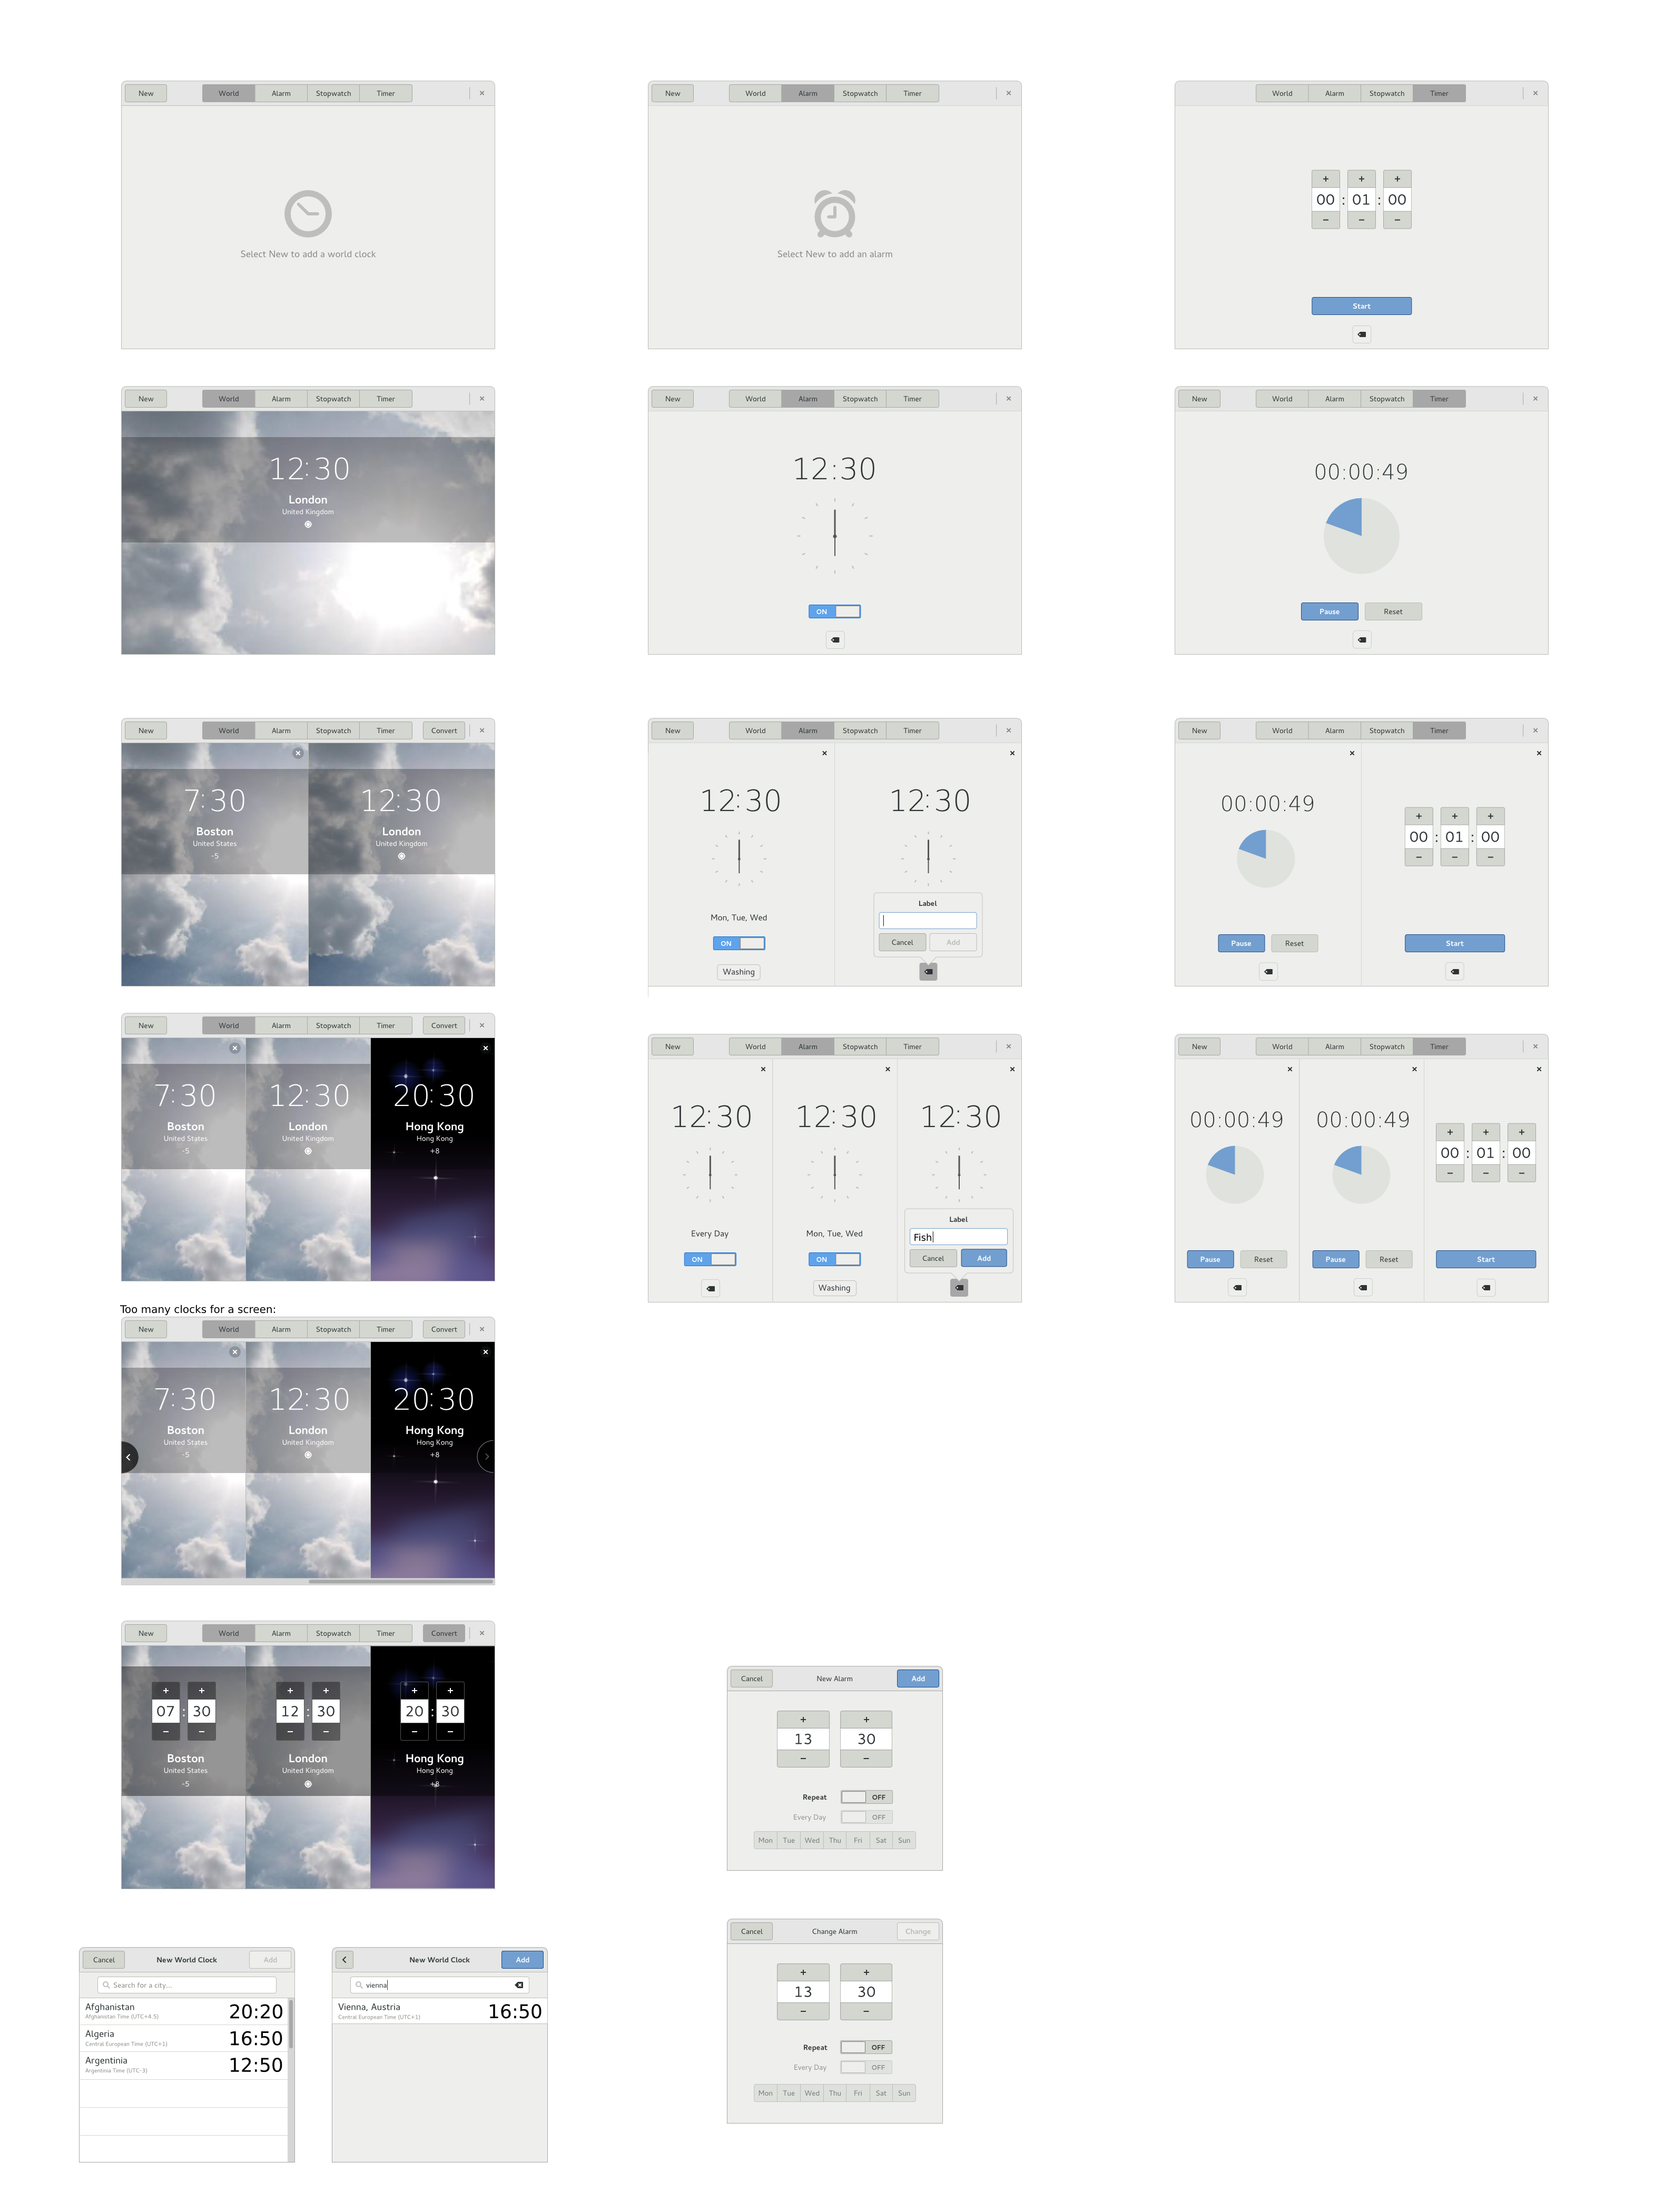 New World Alarm Stopwatch Timer ×
Select New to add a world clock
New World Alarm Stopwatch Timer ×
Select New to add an alarm
World Alarm Stopwatch Timer ×
+ + +
00 : 01 : 00
− − −
Start
New World Alarm Stopwatch Timer ×
12:30
London
United Kingdom
New World Alarm Stopwatch Timer ×
12:30
ON
New World Alarm Stopwatch Timer ×
00:00:49
Pause Reset
New World Alarm Stopwatch Timer Convert ×
7:30 12:30
Boston London
United States United Kingdom
-5
New World Alarm Stopwatch Timer ×
12:30 12:30
Label
Mon, Tue, Wed
ON Cancel Add
Washing
New World Alarm Stopwatch Timer ×
00:00:49
+ + +
00 : 01 : 00
− − −
Pause Reset Start
New World Alarm Stopwatch Timer Convert ×
7:30 12:30 20:30
Boston London Hong Kong
United States United Kingdom Hong Kong
-5 +8
New World Alarm Stopwatch Timer ×
12:30 12:30 12:30
Label
Every Day Mon, Tue, Wed Fish
ON ON Cancel Add
Washing
New World Alarm Stopwatch Timer ×
00:00:49 00:00:49
+ + +
00 : 01 : 00
− − −
Pause Reset Pause Reset Start
Too many clocks for a screen:
New World Alarm Stopwatch Timer Convert ×
7:30 12:30 20:30
Boston London Hong Kong
United States United Kingdom Hong Kong
-5 +8
New World Alarm Stopwatch Timer Convert ×
+ + + + + +
07 : 30 12 : 30 20 : 30
− − − − − −
Boston London Hong Kong
United States United Kingdom Hong Kong
-5 +8
Cancel New Alarm Add
+ +
13 30
− −
Repeat OFF
Every Day OFF
Mon Tue Wed Thu Fri Sat Sun
Cancel Change Alarm Change
+ +
13 30
− −
Repeat OFF
Every Day OFF
Mon Tue Wed Thu Fri Sat Sun
Cancel New World Clock Add
Search for a city...
Afghanistan 20:20
Afghanistan Time (UTC+4.5)
Algeria 16:50
Central European Time (UTC+1)
Argentinia 12:50
Argentinia Time (UTC-3)
New World Clock Add
vienna
Vienna, Austria 16:50
Central European Time (UTC+1)